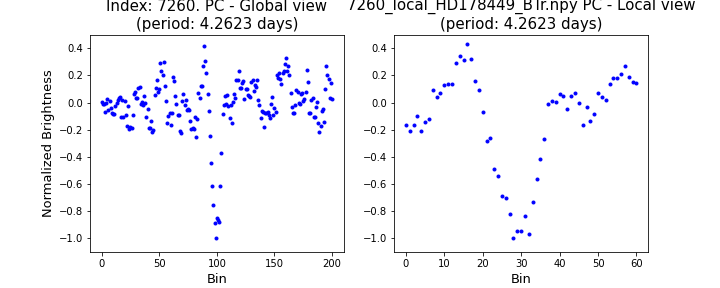 Index: 7260. PC - Global view
(period: 4.2623 days)
7260_local_HD178449_BTr.npy PC - Local view
(period: 4.2623 days)
Normalized Brightness
0.4
0.2
0.0
−0.2
−0.4
−0.6
−0.8
−1.0
0 50 100 150 200
Bin
0.4
0.2
0.0
−0.2
−0.4
−0.6
−0.8
−1.0
0 10 20 30 40 50 60
Bin